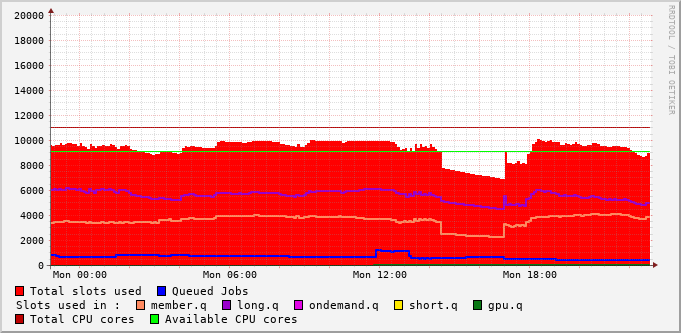 20000
18000
16000
14000
12000
10000
8000
6000
4000
2000
0
Mon 00:00 Mon 06:00 Mon 12:00 Mon 18:00
Total slots used Queued Jobs
Slots used in : member.q long.q ondemand.q short.q gpu.q
Total CPU cores Available CPU cores
RRDTOOL / TOBI OETIKER